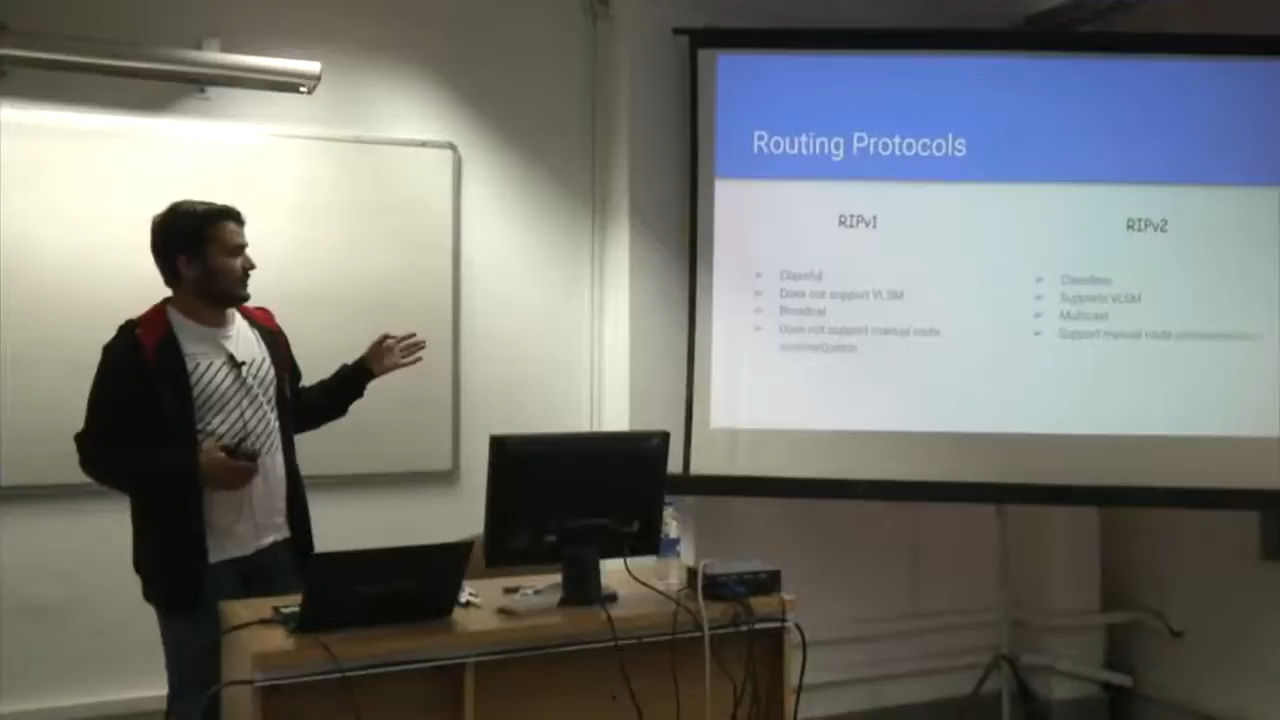 Routing Protocols
RIPv1
Classful
Does not support VLSM
Broadcast
Does not support manual route
summarization
RIPv2
Classless
Supports VLSM
Multicast
Support manual route